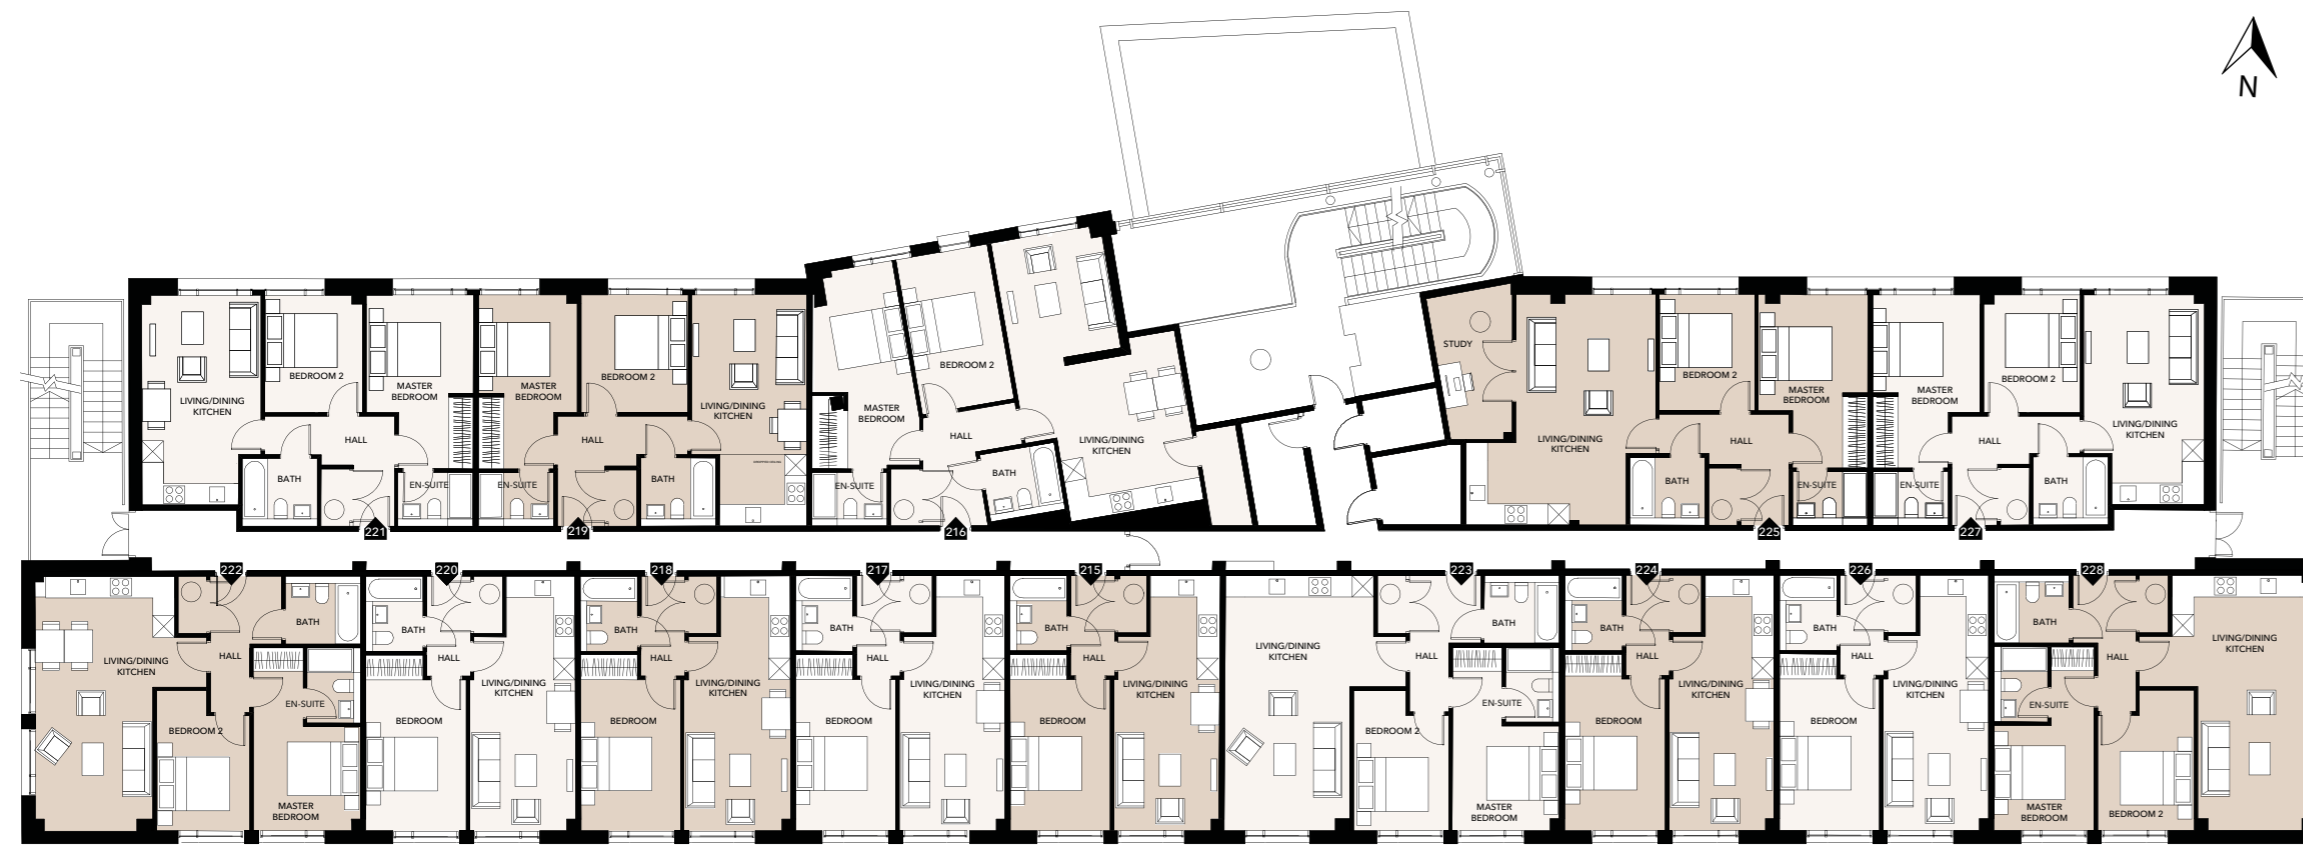 N
STUDY
BEDROOM 2
MASTER
BEDROOM
LIVING/DINING
KITCHEN
HALL
BATH
EN-SUITE
221
MASTER
BEDROOM
BEDROOM 2
LIVING/DINING
KITCHEN
HALL
EN-SUITE
BATH
219
MASTER
BEDROOM
BEDROOM 2
HALL
LIVING/DINING
KITCHEN
EN-SUITE
BATH
216
LIVING/DINING
KITCHEN
BEDROOM 2
MASTER
BEDROOM
HALL
BATH
EN-SUITE
225
MASTER
BEDROOM
BEDROOM 2
LIVING/DINING
KITCHEN
HALL
EN-SUITE
BATH
227
222
BATH
LIVING/DINING
KITCHEN
HALL
EN-SUITE
BEDROOM 2
MASTER
BEDROOM
220
BATH
HALL
LIVING/DINING
KITCHEN
BEDROOM
218
BATH
HALL
LIVING/DINING
KITCHEN
BEDROOM
217
BATH
HALL
LIVING/DINING
KITCHEN
BEDROOM
215
BATH
HALL
LIVING/DINING
KITCHEN
BEDROOM
223
BATH
LIVING/DINING
KITCHEN
HALL
EN-SUITE
BEDROOM 2
MASTER
BEDROOM
224
BATH
HALL
LIVING/DINING
KITCHEN
BEDROOM
226
BATH
HALL
LIVING/DINING
KITCHEN
BEDROOM
228
BATH
LIVING/DINING
KITCHEN
HALL
EN-SUITE
MASTER
BEDROOM
BEDROOM 2